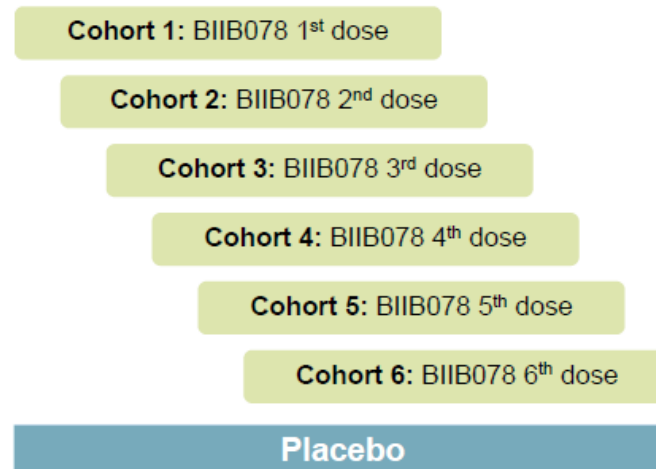 Cohort 1: BIIB078 1st dose
Cohort 2: BIIB078 2nd dose
Cohort 3: BIIB078 3rd dose
Cohort 4: BIIB078 4th dose
Cohort 5: BIIB078 5th dose
Cohort 6: BIIB078 6th dose
Placebo